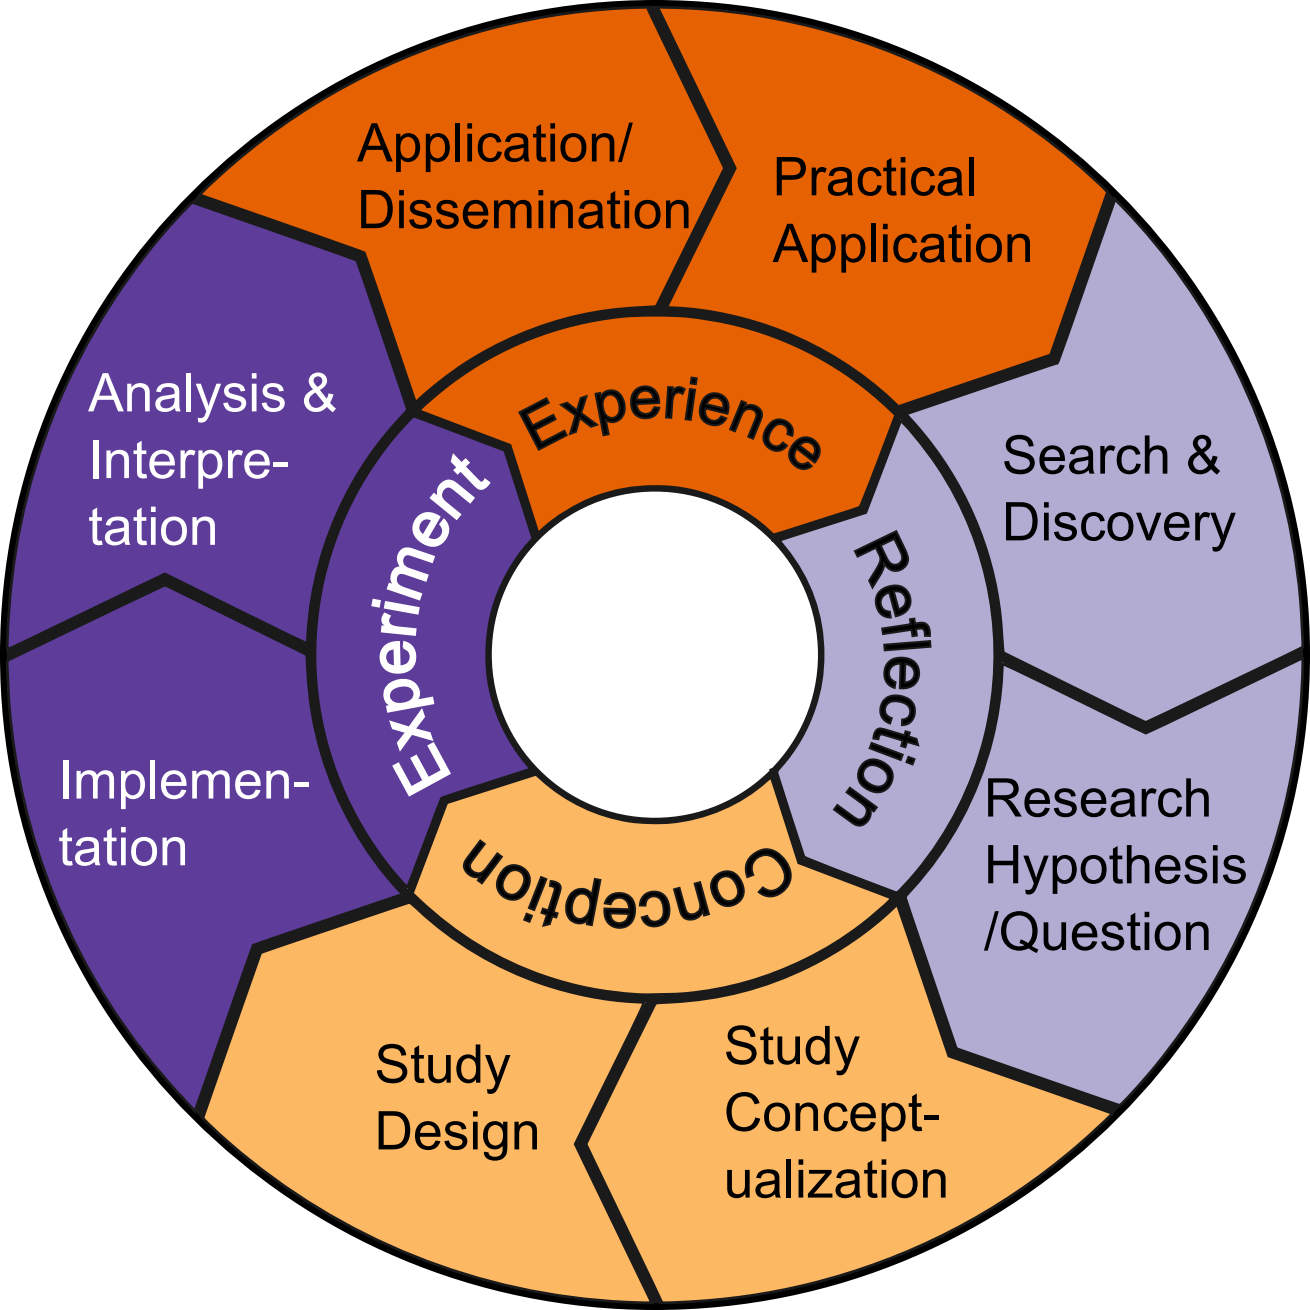 Application/
Dissemination
Practical
Application
Search &
Discovery
Research
Hypothesis
/Question
Study
Concept-
ualization
Study
Design
Implemen-
tation
Analysis &
Interpre-
tation
Experience
Reflection
Conception
Experiment